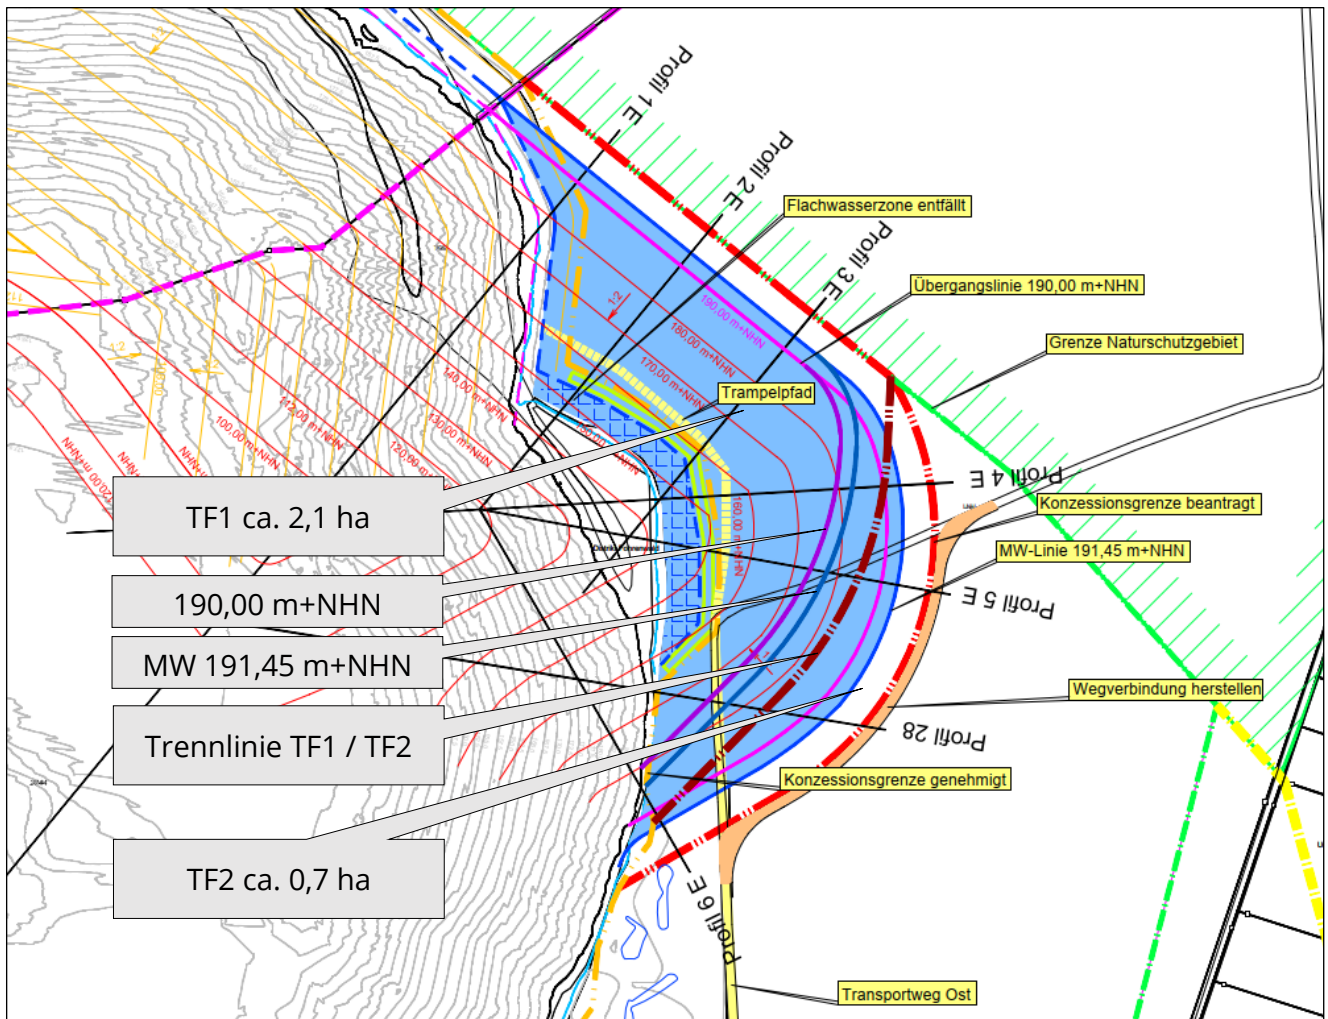 Profil 1 E
Profil 2 E
Flachwasserzone entfällt
Profil 3 E
Übergangslinie 190,00 m+NHN
190,00 m+NHN
1:2
180,00 m+NHN
Grenze Naturschutzgebiet
170,00 m+NHN
140,00 m+NHN
Trampelpfad
112,00 m+NHN
130,00 m+NHN
100,00 m+NHN
120,00 m
Profil 4 E
TF1 ca. 2,1 ha
Konzessionsgrenze beantragt
160,00 m+NHN
MW-Linie 191,45 m+NHN
190,00 m+NHN
Profil 5 E
MW 191,45 m+NHN
Wegverbindung herstellen
Trennlinie TF1 / TF2
Profil 28
Konzessionsgrenze genehmigt
TF2 ca. 0,7 ha
Profil 6 E
Transportweg Ost